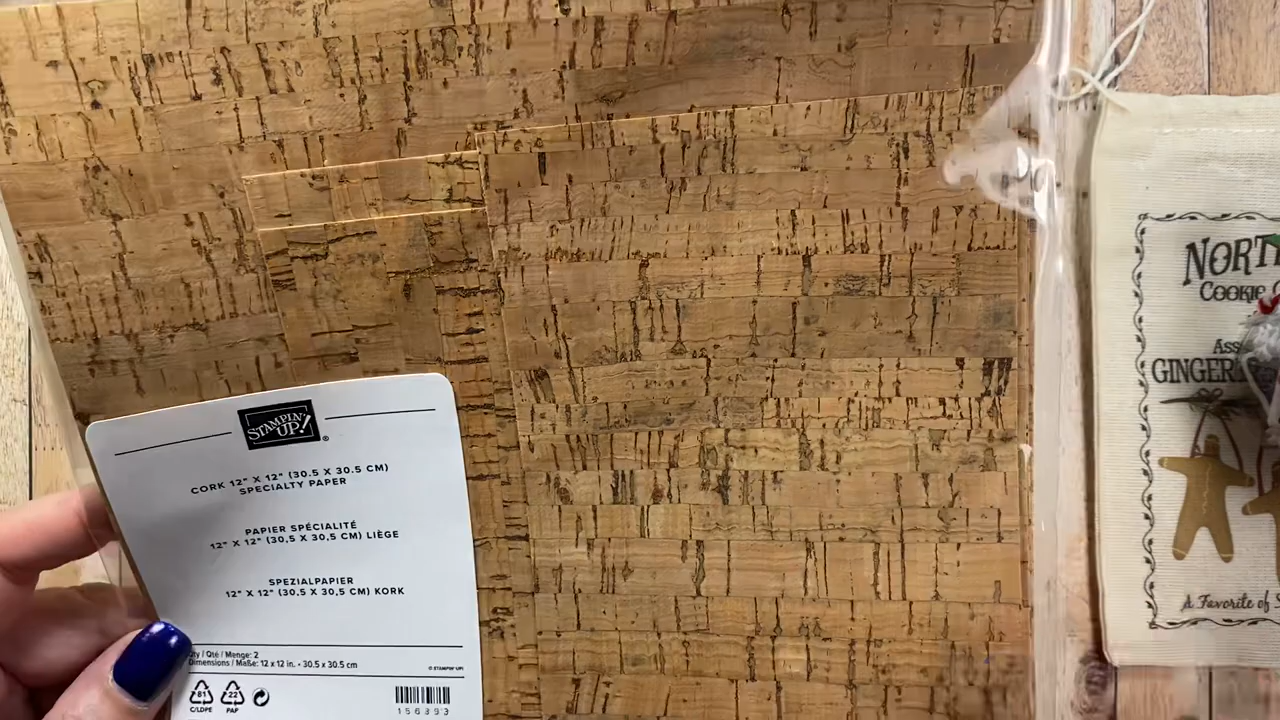 STAMPIN' UP!®
CORK 12" X 12" (30.5 X 30.5 CM)
SPECIALTY PAPER
PAPIER SPÉCIALITÉ
12" X 12" (30,5 X 30,5 CM) LIÈGE
SPEZIALPAPIER
12" X 12" (30,5 X 30,5 CM) KORK
/ Qté / Menge: 2
Dimensions / Maße: 12 x 12 in. - 30.5 x 30.5 cm
© STAMPIN' UP!
81
C/LDPE
22
PAP
156393
COOKIE
A Favorite of